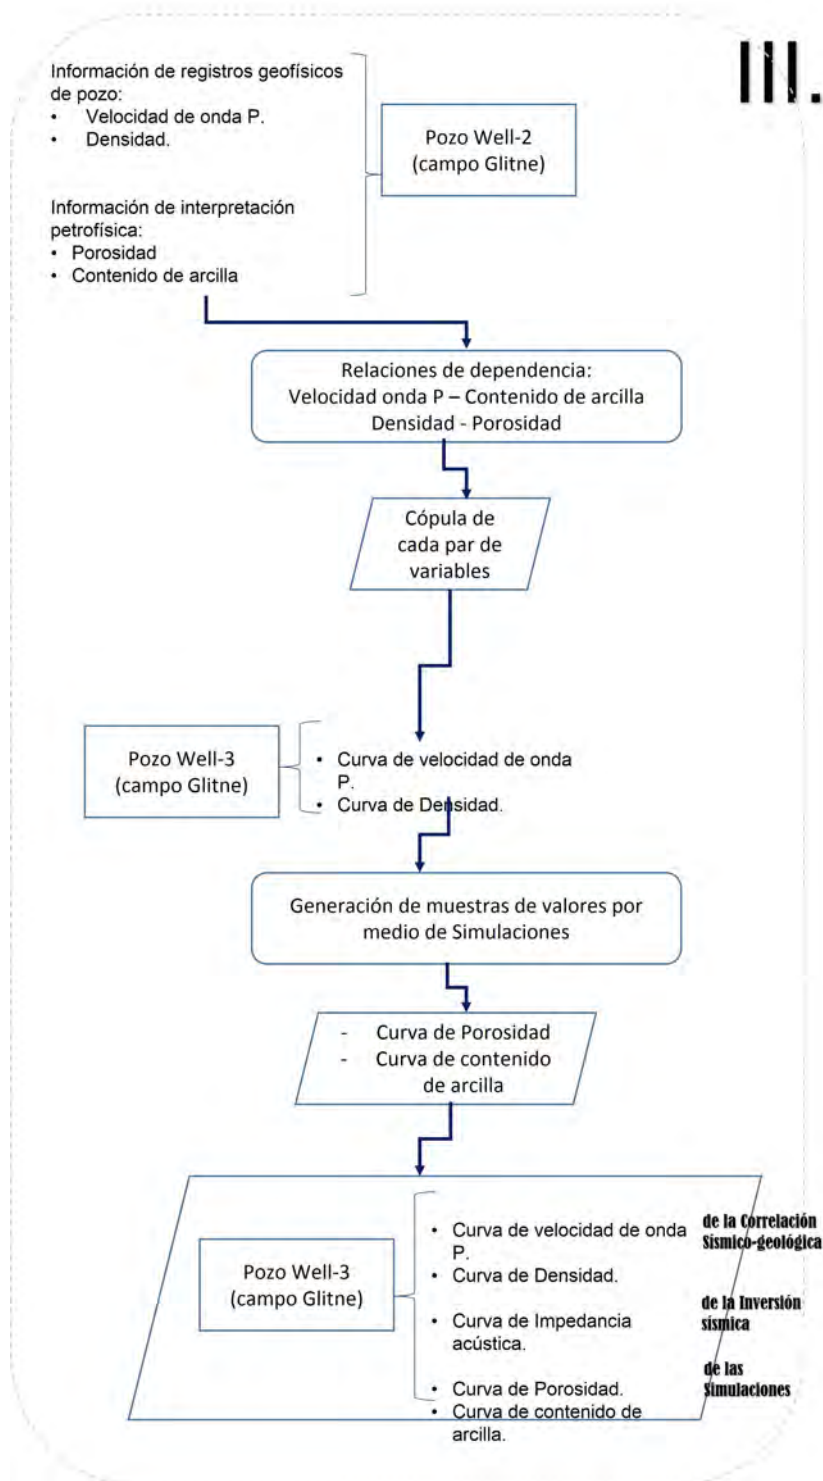 III.
Información de registros geofísicos
de pozo:
• Velocidad de onda P.
• Densidad.
Pozo Well-2
(campo Glitne)
Información de interpretación
petrofísica:
• Porosidad
• Contenido de arcilla
Relaciones de dependencia:
Velocidad onda P – Contenido de arcilla
Densidad - Porosidad
Cópula de
cada par de
variables
Pozo Well-3
(campo Glitne)
• Curva de velocidad de onda
P.
• Curva de Densidad.
Generación de muestras de valores por
medio de Simulaciones
- Curva de Porosidad
- Curva de contenido
de arcilla
Pozo Well-3
(campo Glitne)
• Curva de velocidad de onda
P.
• Curva de Densidad.
de la Correlación
Sísmico-geológica
• Curva de Impedancia
acústica.
de la Inversión
sísmica
• Curva de Porosidad.
• Curva de contenido de
arcilla.
de las
Simulaciones